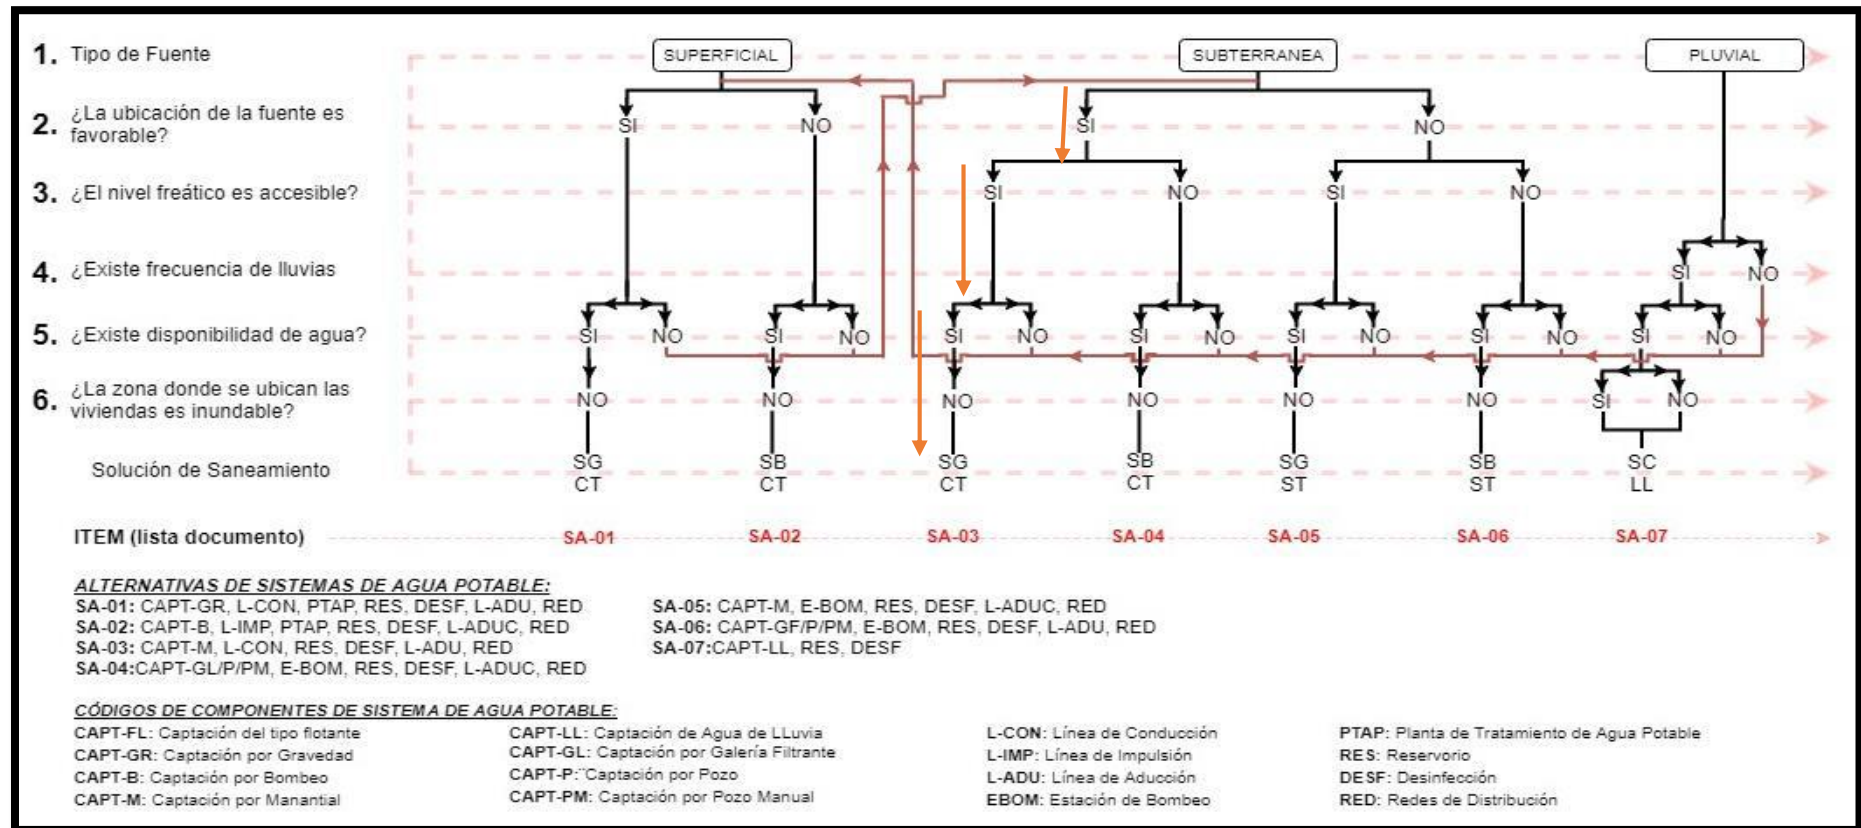 1. Tipo de Fuente SUPERFICIAL SUBTERRANEA PLUVIAL
2. ¿La ubicación de la fuente es favorable? SI NO SI NO
3. ¿El nivel freático es accesible? SI NO SI NO
4. ¿Existe frecuencia de lluvias SI NO
5. ¿Existe disponibilidad de agua? SI NO SI NO SI NO SI NO SI NO SI NO SI NO
6. ¿La zona donde se ubican las viviendas es inundable? NO NO NO NO NO NO SI NO
Solución de Saneamiento SG SB SG SB SG SB SC
CT CT CT CT ST ST LL
ITEM (lista documento) SA-01 SA-02 SA-03 SA-04 SA-05 SA-06 SA-07
ALTERNATIVAS DE SISTEMAS DE AGUA POTABLE:
SA-01: CAPT-GR, L-CON, PTAP, RES, DESF, L-ADU, RED
SA-02: CAPT-B, L-IMP, PTAP, RES, DESF, L-ADUC, RED
SA-03: CAPT-M, L-CON, RES, DESF, L-ADU, RED
SA-04:CAPT-GL/P/PM, E-BOM, RES, DESF, L-ADUC, RED
SA-05: CAPT-M, E-BOM, RES, DESF, L-ADUC, RED
SA-06: CAPT-GF/P/PM, E-BOM, RES, DESF, L-ADU, RED
SA-07:CAPT-LL, RES, DESF
CÓDIGOS DE COMPONENTES DE SISTEMA DE AGUA POTABLE:
CAPT-FL: Captación del tipo flotante
CAPT-GR: Captación por Gravedad
CAPT-B: Captación por Bombeo
CAPT-M: Captación por Manantial
CAPT-LL: Captación de Agua de LLuvia
CAPT-GL: Captación por Galería Filtrante
CAPT-P:¨Captación por Pozo
CAPT-PM: Captación por Pozo Manual
L-CON: Línea de Conducción
L-IMP: Línea de Impulsión
L-ADU: Línea de Aducción
EBOM: Estación de Bombeo
PTAP: Planta de Tratamiento de Agua Potable
RES: Reservorio
DESF: Desinfección
RED: Redes de Distribución